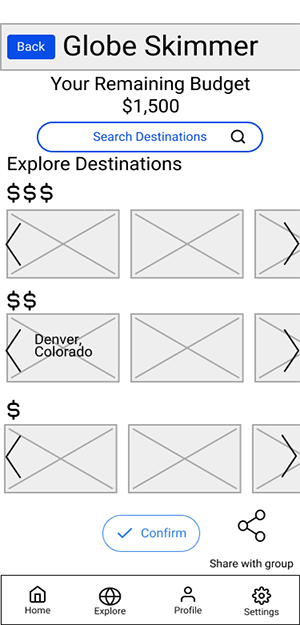 Back
Globe Skimmer
Your Remaining Budget
$1,500
Search Destinations
Explore Destinations
$$$
$$
Denver,
Colorado
$
Confirm
Share with group
Home
Explore
Profile
Settings